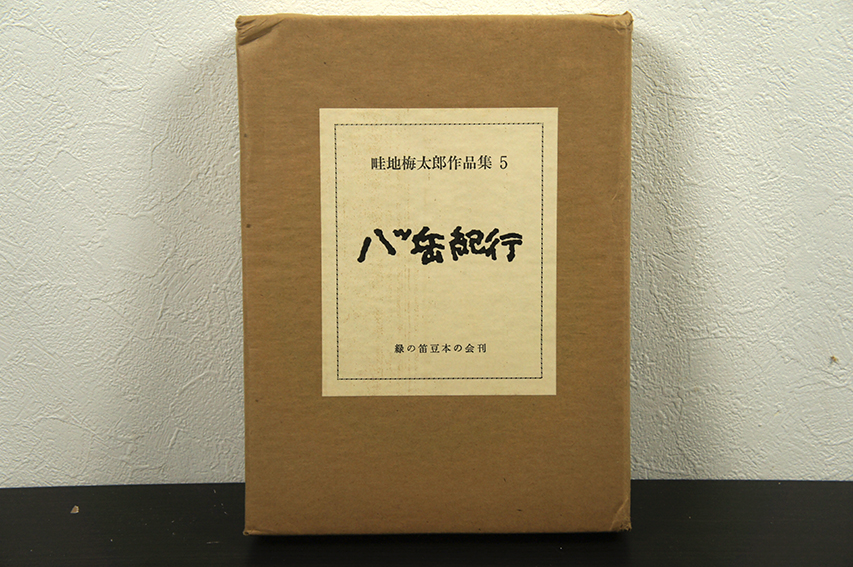 畦地梅太郎作品集 5
八ツ岳紀行
緑の笛豆本の会刊